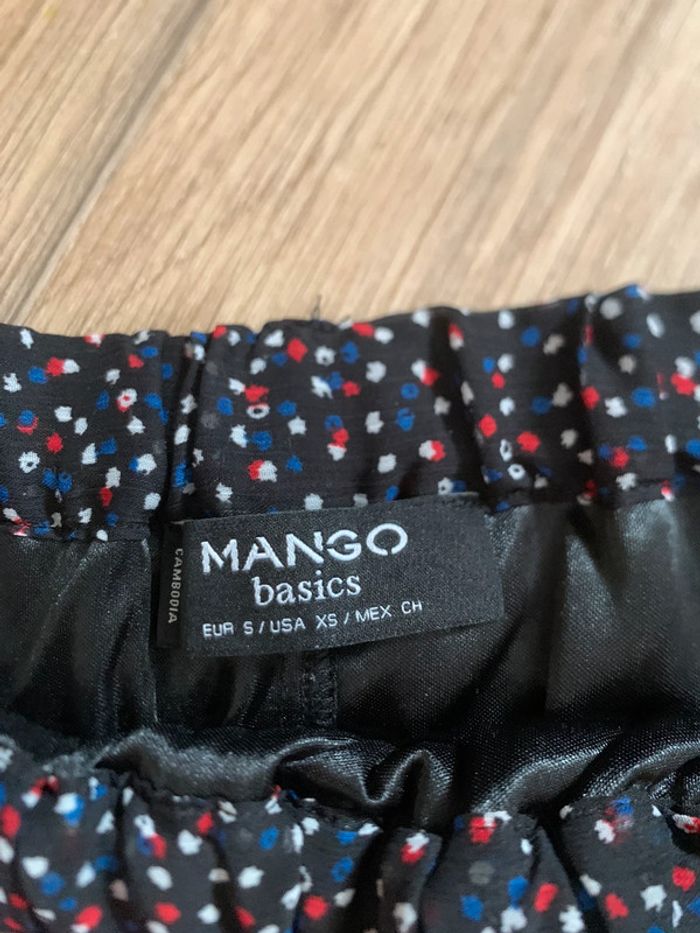 MANGO
basics
EUR S / USA XS / MEX CH
CAMBODIA